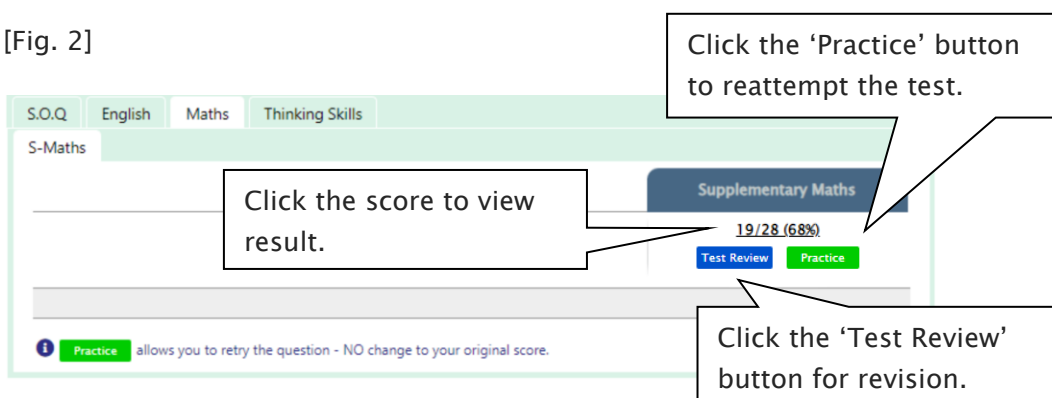 [Fig. 2]
Click the ‘Practice’ button
to reattempt the test.
S.O.Q English Maths Thinking Skills
S-Maths
Click the score to view
result.
Supplementary Maths
19/28 (68%)
Test Review Practice
Practice allows you to retry the question - NO change to your original score.
Click the ‘Test Review’
button for revision.